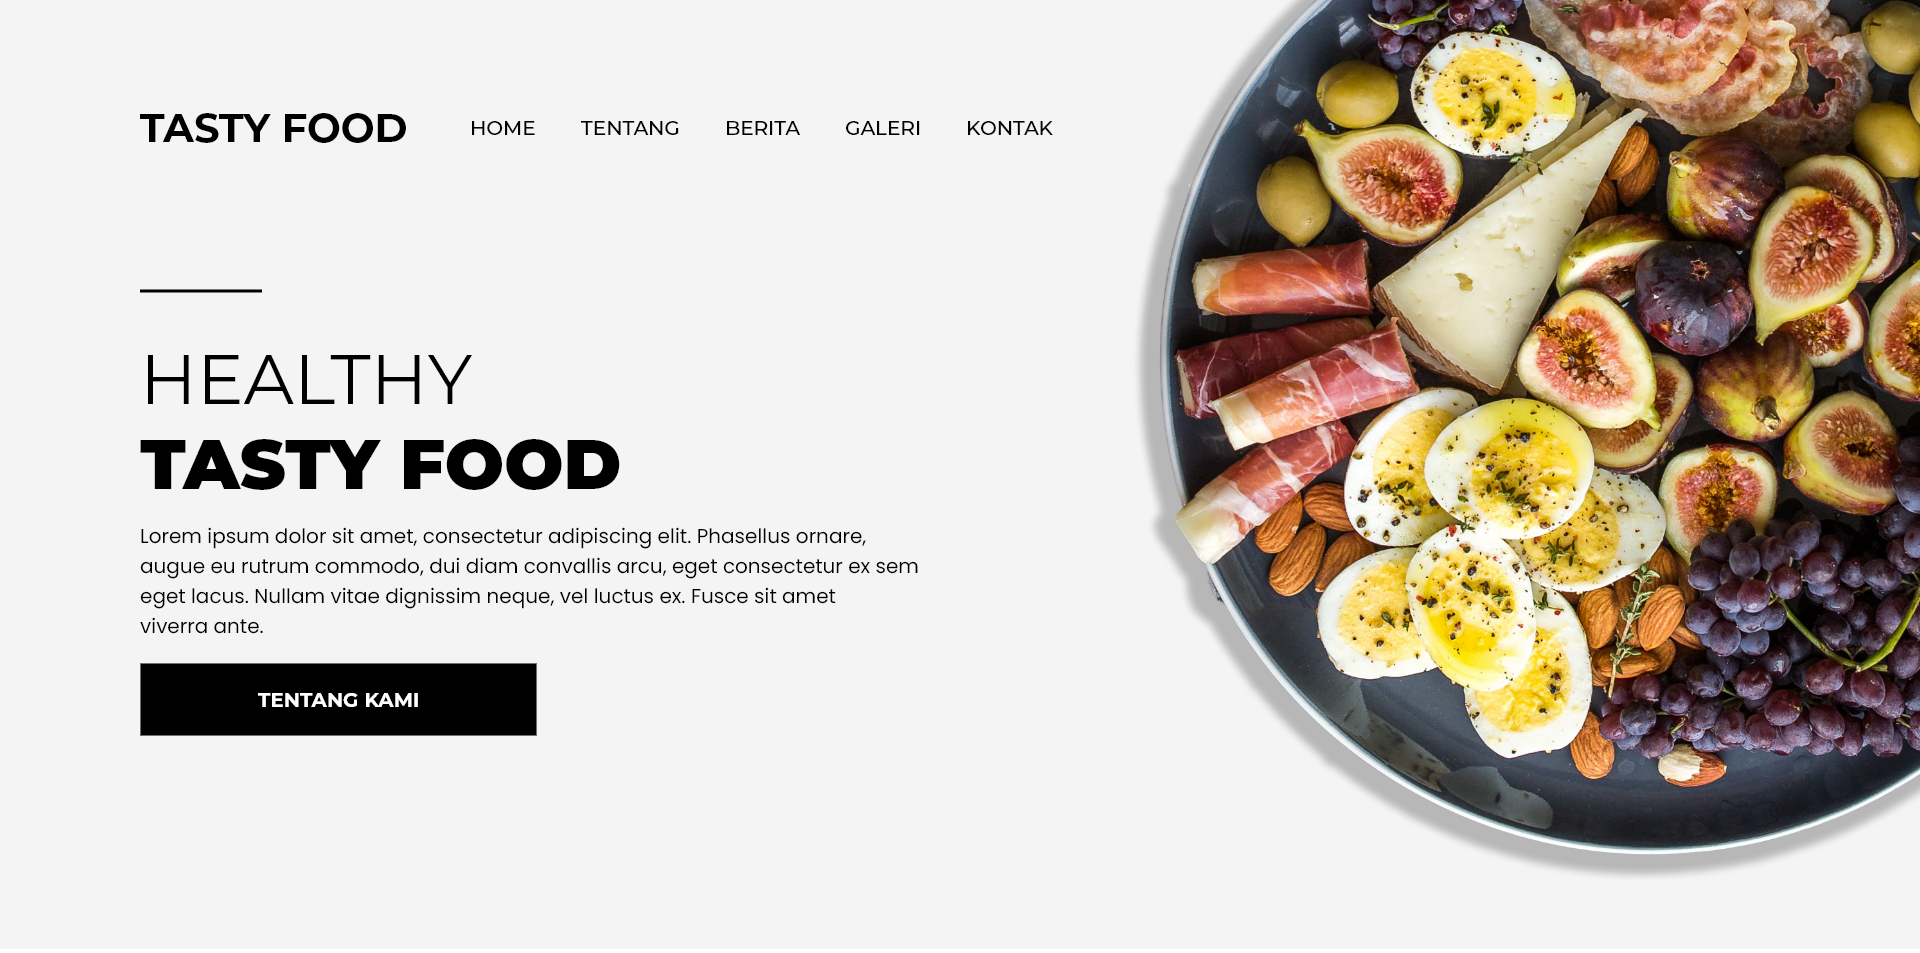 TASTY FOOD
HOME TENTANG BERITA GALERI KONTAK
HEALTHY
TASTY FOOD
Lorem ipsum dolor sit amet, consectetur adipiscing elit. Phasellus ornare,
augue eu rutrum commodo, dui diam convallis arcu, eget consectetur ex sem
eget lacus. Nullam vitae dignissim neque, vel luctus ex. Fusce sit amet
viverra ante.
TENTANG KAMI